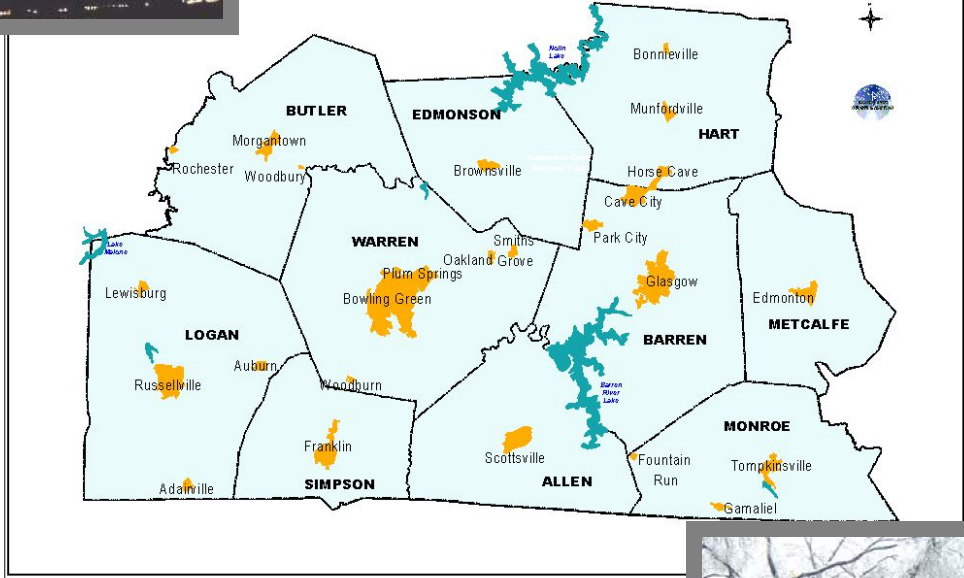 Nolin
Lake
Bonnieville
BUTLER
EDMONSON
Munfordville
HART
Morgantown
Rochester
Woodbury
Brownsville
Horse Cave
Cave City
Park City
WARREN
Smiths
Grove
Oakland
Plum Springs
Bowling Green
Glasgow
Lake
Malone
Lewisburg
Edmonton
METCALFE
LOGAN
BARREN
Auburn
Russellville
Woodburn
Barren
River
Lake
MONROE
Franklin
Scottsville
Fountain
Run
Tompkinsville
SIMPSON
ALLEN
Adairville
Gamaliel